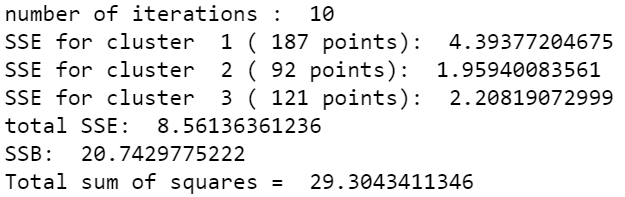 number of iterations :  10
SSE for cluster  1 ( 187 points):  4.39377204675
SSE for cluster  2 ( 92 points):  1.95940083561
SSE for cluster  3 ( 121 points):  2.20819072999
total SSE:  8.56136361236
SSB:  20.7429775222
Total sum of squares =  29.3043411346